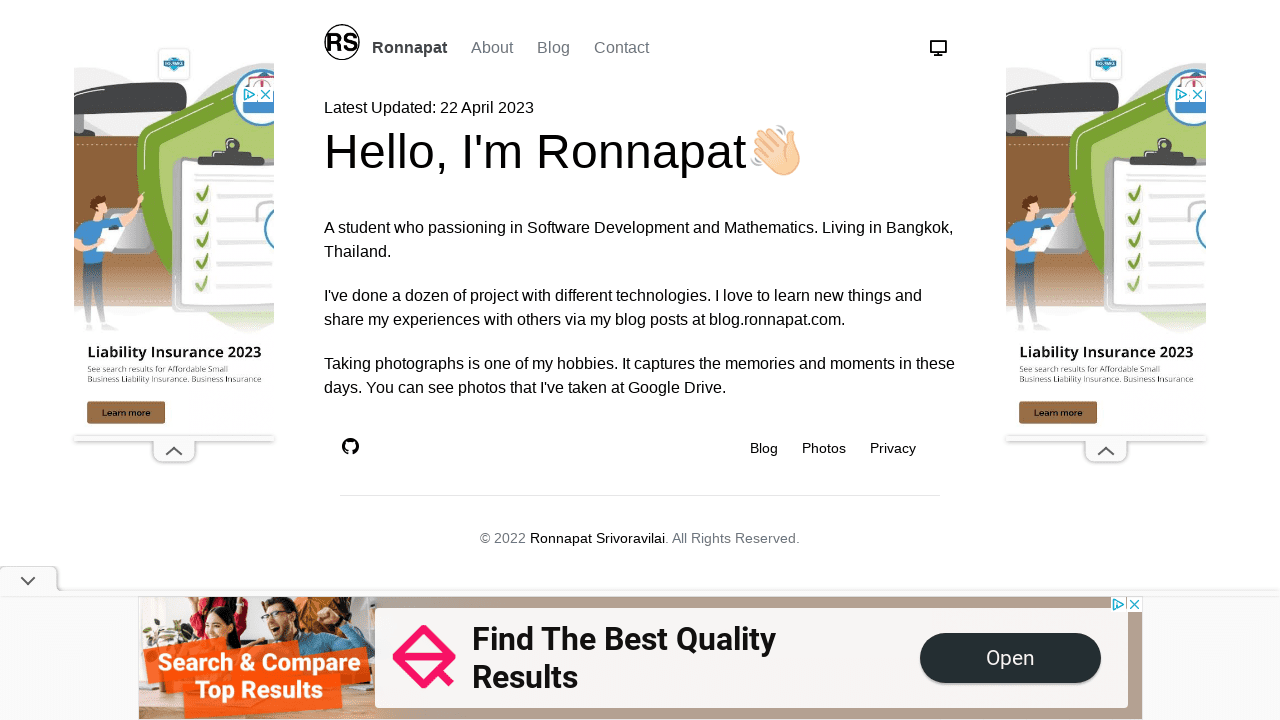 RS Ronnapat About Blog Contact
Latest Updated: 22 April 2023
Hello, I'm Ronnapat
A student who passioning in Software Development and Mathematics. Living in Bangkok,
Thailand.
I've done a dozen of project with different technologies. I love to learn new things and
share my experiences with others via my blog posts at blog.ronnapat.com.
Taking photographs is one of my hobbies. It captures the memories and moments in these
days. You can see photos that I've taken at Google Drive.
Blog Photos Privacy
© 2022 Ronnapat Srivoravilai. All Rights Reserved.
Liability Insurance 2023
See search results for Affordable Small
Business Liability Insurance. Business Insurance
Learn more
Liability Insurance 2023
See search results for Affordable Small
Business Liability Insurance. Business Insurance
Learn more
Search & Compare
Top Results
Find The Best Quality
Results
Open